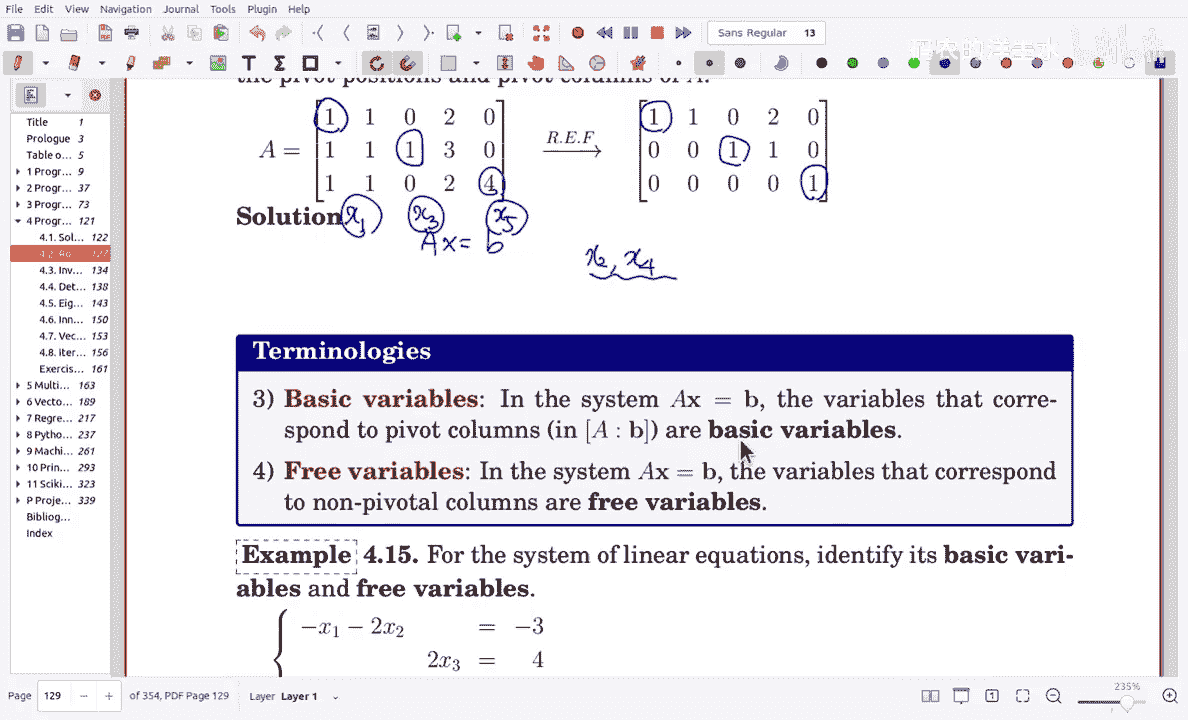 File Edit View Navigation Journal Tools Plugin Help
Sans Regular 13
the pivot positions and pivot columns of A.
A = [1 1 0 2 0; 1 1 1 3 0; 1 1 0 2 4] R.E.F. → [1 1 0 2 0; 0 0 1 1 0; 0 0 0 0 1]
Solution x₁ x₃ x₅
Ax = b
x₂, x₄
Terminologies
3) Basic variables: In the system Ax = b, the variables that corre-
spond to pivot columns (in [A : b]) are basic variables.
4) Free variables: In the system Ax = b, the variables that correspond
to non-pivotal columns are free variables.
Example 4.15. For the system of linear equations, identify its basic vari-
ables and free variables.
−x₁ − 2x₂ = −3
2x₃ = 4
Title 1
Prologue 3
Table o... 5
1 Progr... 9
2 Progr... 37
3 Progr... 73
4 Progr... 121
4.1. Sol... 122
4.3. Inv... 134
4.4. Det... 138
4.5. Eig... 143
4.6. Inn... 150
4.7. Vec... 153
4.8. Iter... 156
Exercis... 161
5 Multi... 163
6 Vecto... 189
7 Regre... 217
8 Pytho... 237
9 Machi... 261
10 Prin... 293
11 Sciki... 323
P Proje... 339
Bibliog...
Index
Page 129 of 354, PDF Page 129 Layer Layer 1 235%